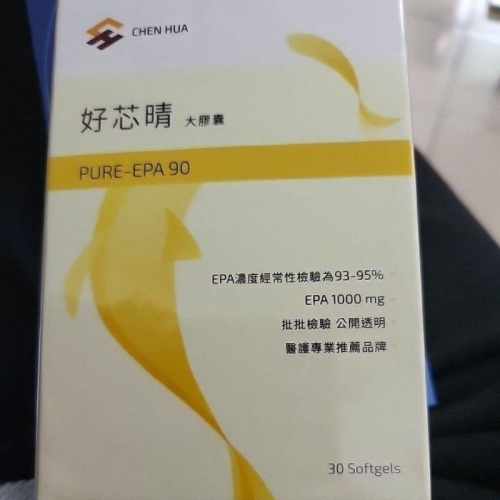 CHEN HUA
好芯晴 大膠囊
PURE-EPA 90
EPA濃度經常性檢驗為93-95%
EPA 1000 mg
批批檢驗 公開透明
醫護專業推薦品牌
30 Softgels